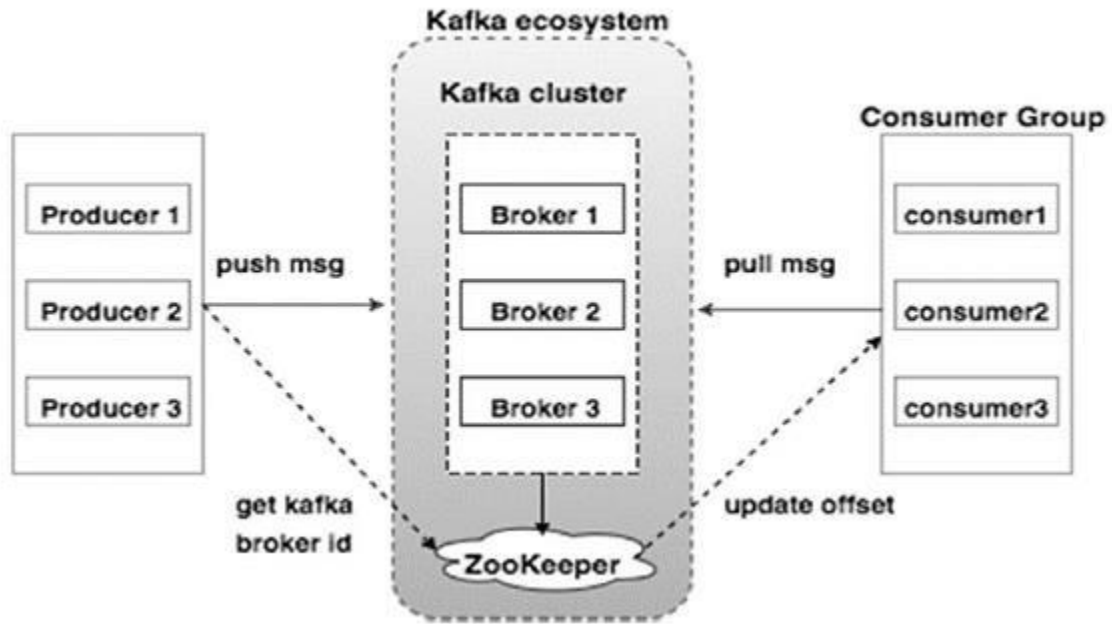 Kafka ecosystem
Kafka cluster
Consumer Group
Producer 1
Producer 2
Producer 3
push msg
Broker 1
Broker 2
Broker 3
pull msg
consumer1
consumer2
consumer3
get kafka
broker id
ZooKeeper
update offset